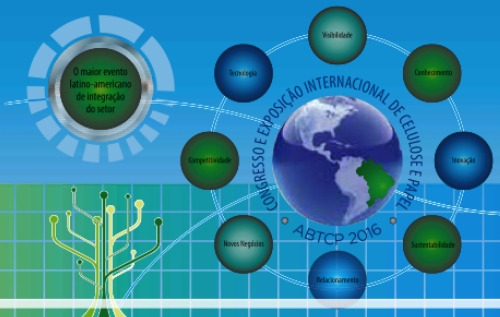 O maior evento
latino-americano
de integração
do setor
Visibilidade
Tecnologia
Conhecimento
CONGRESSO E EXPOSIÇÃO INTERNACIONAL DE CELULOSE E PAPEL
Competitividade
Inovação
ABTCP 2016
Novos Negócios
Sustentabilidade
Relacionamento